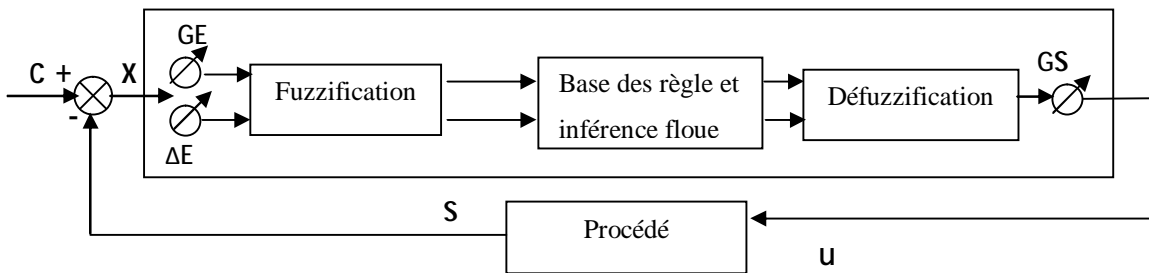 GE
C +
X
GS
Fuzzification
Base des règle et
inférence floue
Défuzzification
-
ΔE
S
Procédé
u